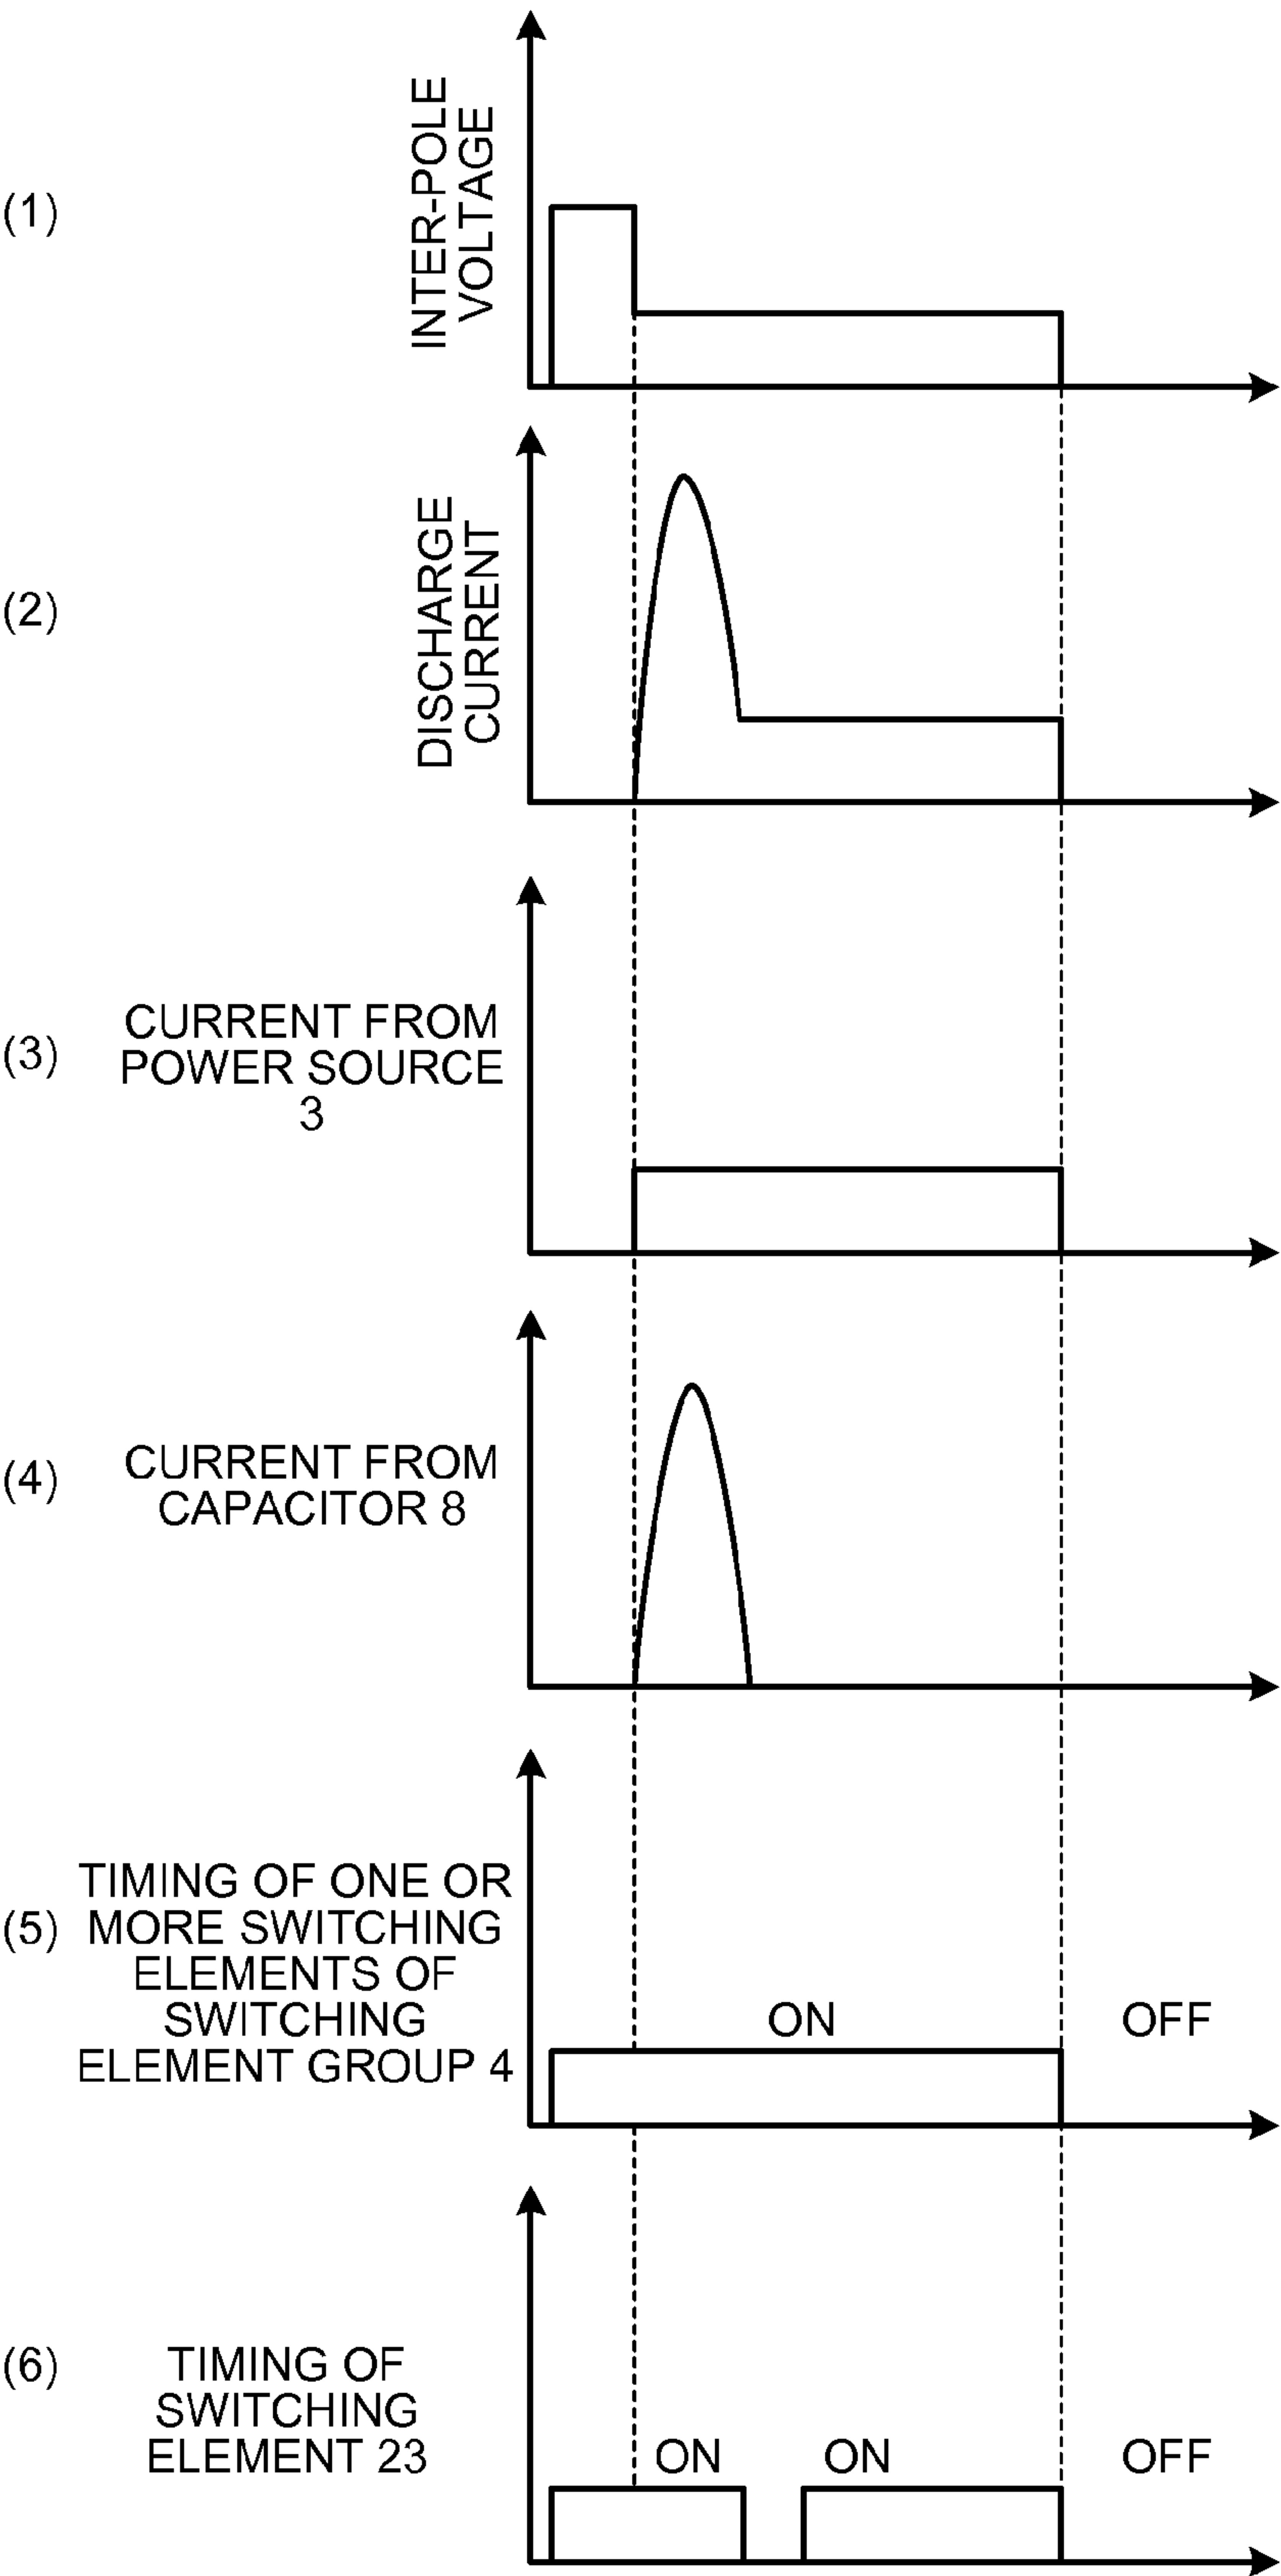 (1)
INTER-POLE
VOLTAGE
(2)
DISCHARGE
CURRENT
(3)
CURRENT FROM
POWER SOURCE
3
(4)
CURRENT FROM
CAPACITOR 8
(5)
TIMING OF ONE OR
MORE SWITCHING
ELEMENTS OF
SWITCHING
ELEMENT GROUP 4
ON
OFF
(6)
TIMING OF
SWITCHING
ELEMENT 23
ON
ON
OFF